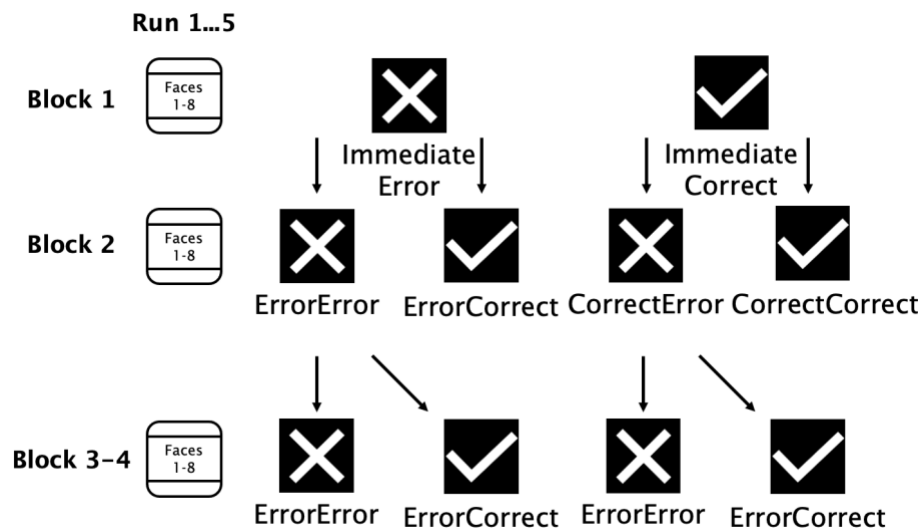 Run 1...5
Block 1
Faces
1-8
Immediate
Error
Immediate
Correct
Block 2
Faces
1-8
ErrorError
ErrorCorrect
CorrectError
CorrectCorrect
Block 3-4
Faces
1-8
ErrorError
ErrorCorrect
ErrorError
ErrorCorrect